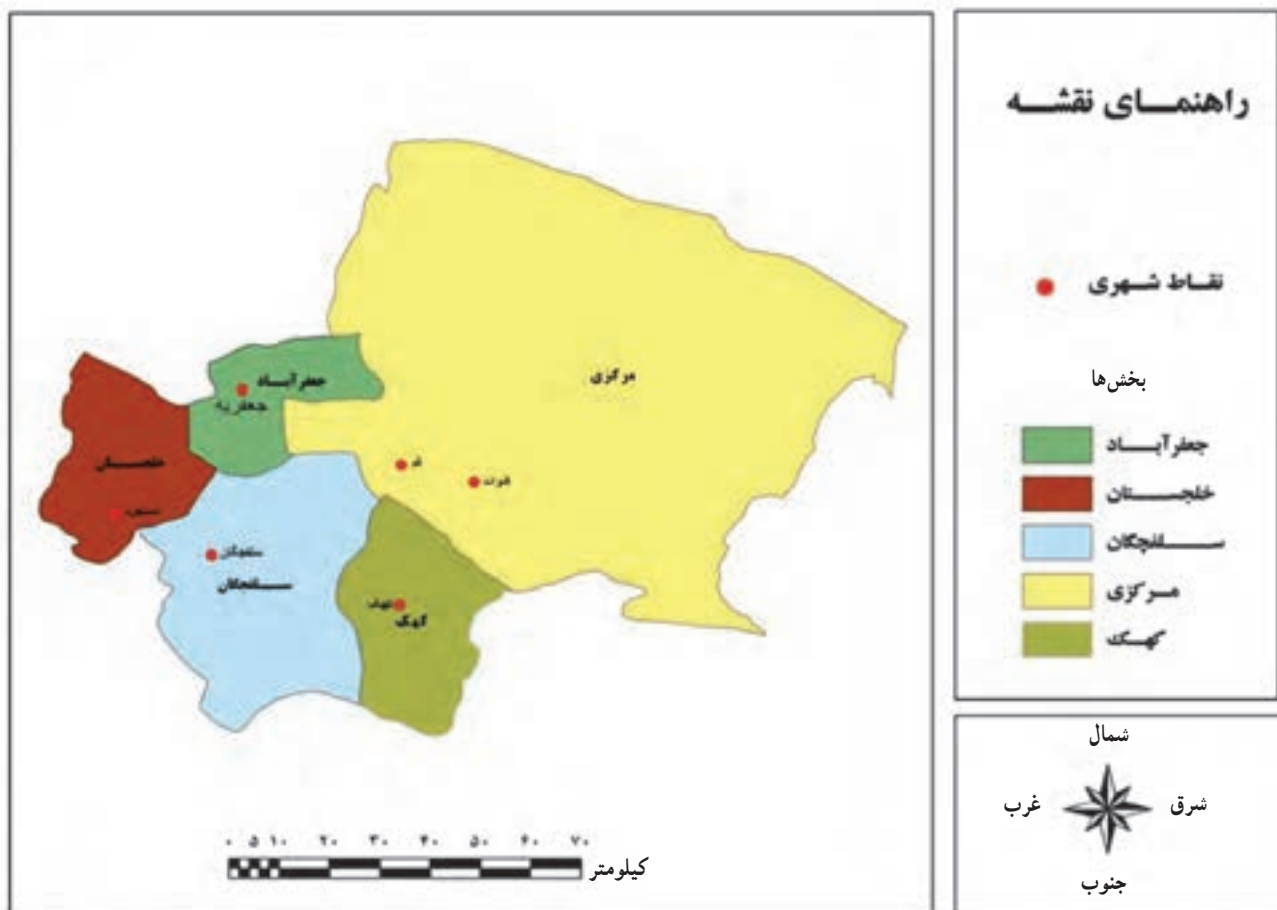 راهنمای نقشه
نقاط شهری
بخش‌ها
جعفرآباد
خلجستان
سلفچگان
مرکزی
کهک
شمال
شرق
غرب
جنوب
مرکزی
جعفرآباد
جعفریه
قم
قنوات
سلفچگان
سلفچگان
کهک
کهک
۰ ۵ ۱۰ ۲۰ ۳۰ ۴۰ ۵۰ ۶۰ ۷۰
کیلومتر